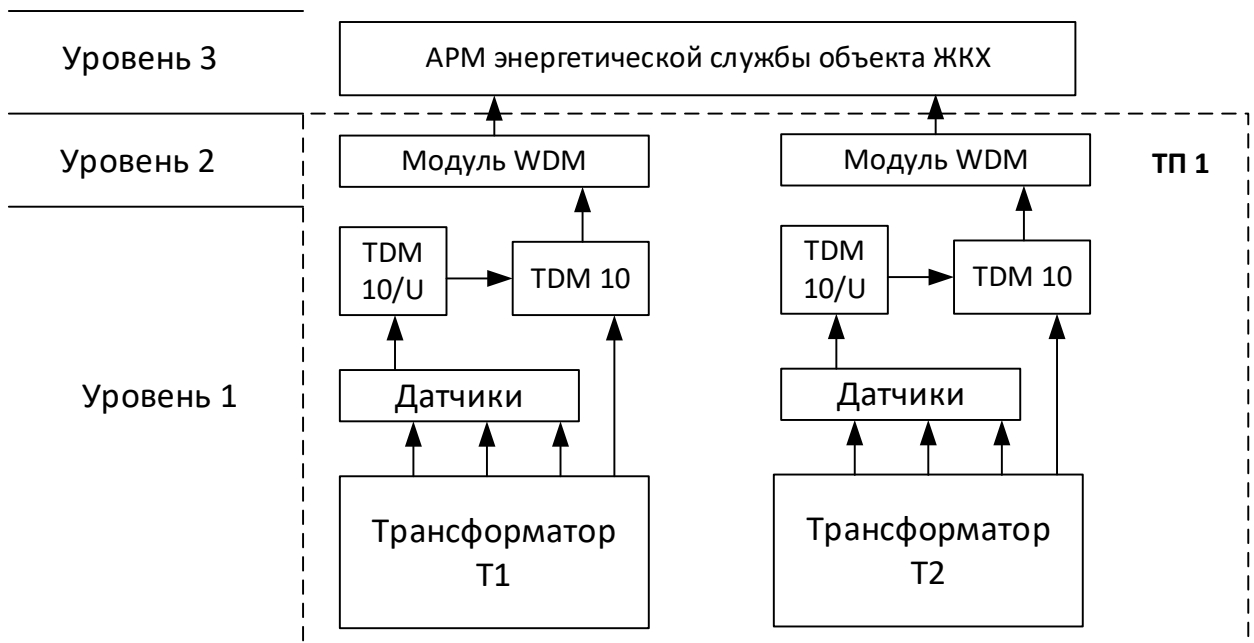 Уровень 3
АРМ энергетической службы объекта ЖКХ
Уровень 2
Модуль WDM
Модуль WDM
ТП 1
TDM
10/U
TDM 10
TDM
10/U
TDM 10
Уровень 1
Датчики
Датчики
Трансформатор
Т1
Трансформатор
Т2